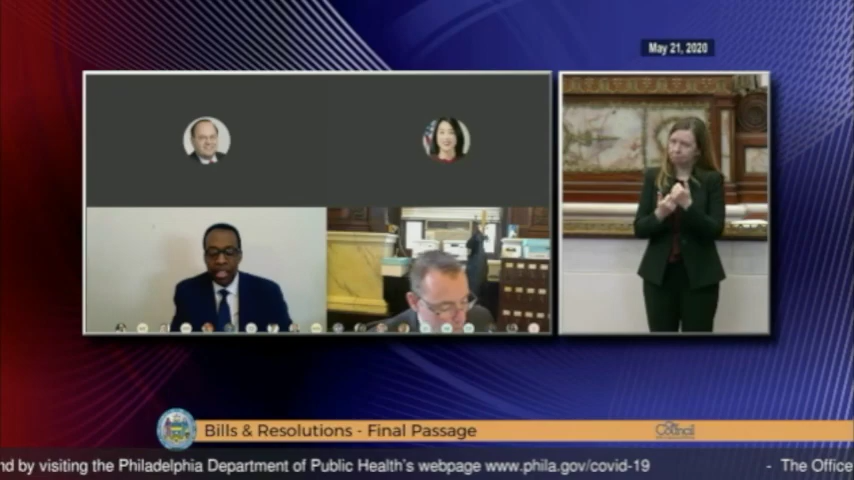 May 21, 2020
Bills & Resolutions - Final Passage
City Council
nd by visiting the Philadelphia Department of Public Health's webpage www.phila.gov/covid-19 - The Office